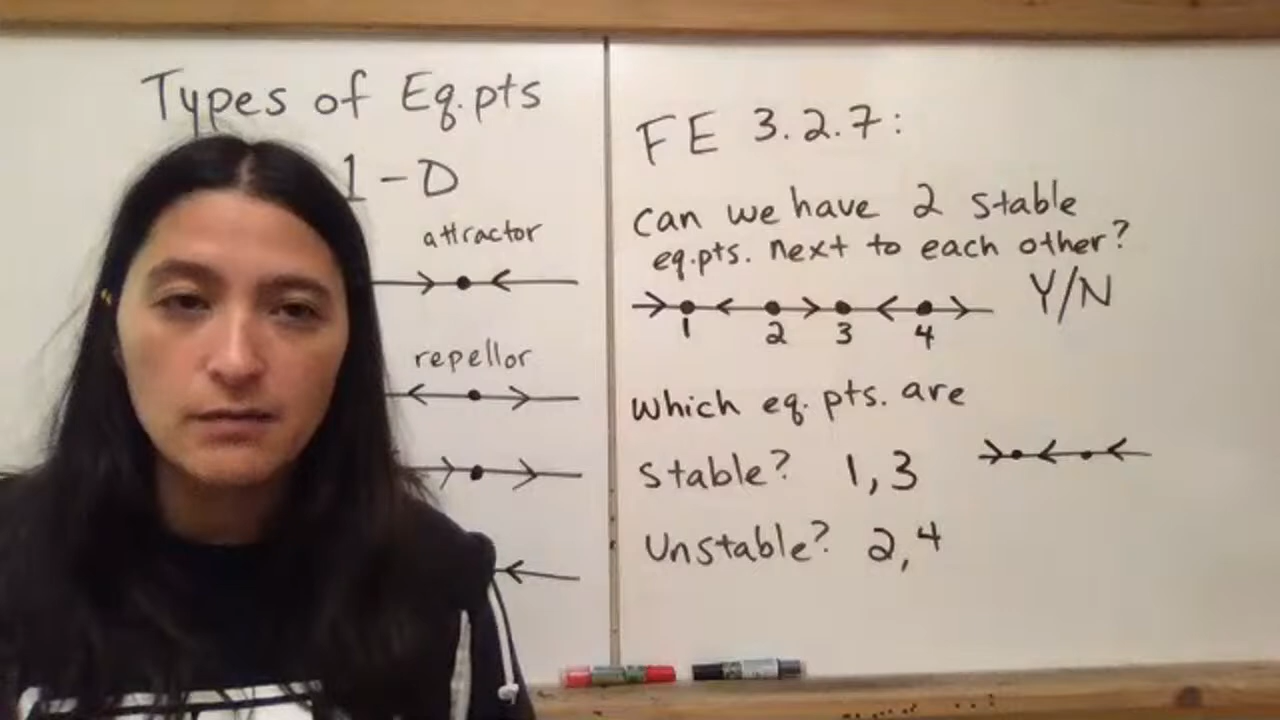 Types of Eq.pts
1-D
attractor
repellor
FE 3.2.7:
Can we have 2 stable
eq.pts. next to each other?
Y/N
1 2 3 4
Which eq. pts. are
Stable? 1,3
Unstable? 2,4